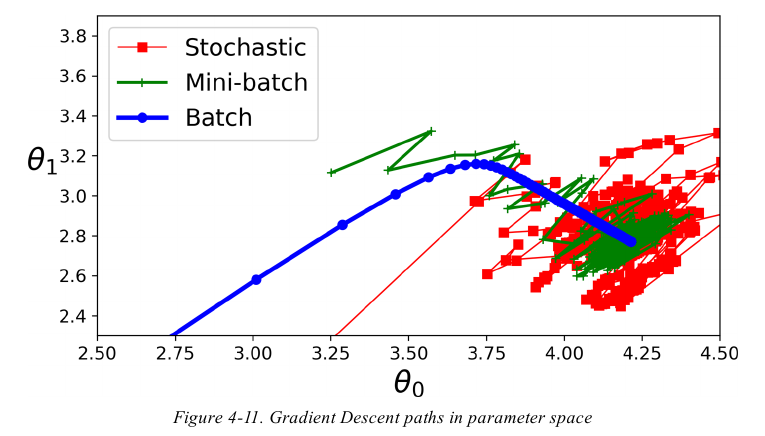 3.8
3.6
3.4
3.2
3.0
2.8
2.6
2.4
θ1
Stochastic
Mini-batch
Batch
2.50 2.75 3.00 3.25 3.50 3.75 4.00 4.25 4.50
θ0
Figure 4-11. Gradient Descent paths in parameter space